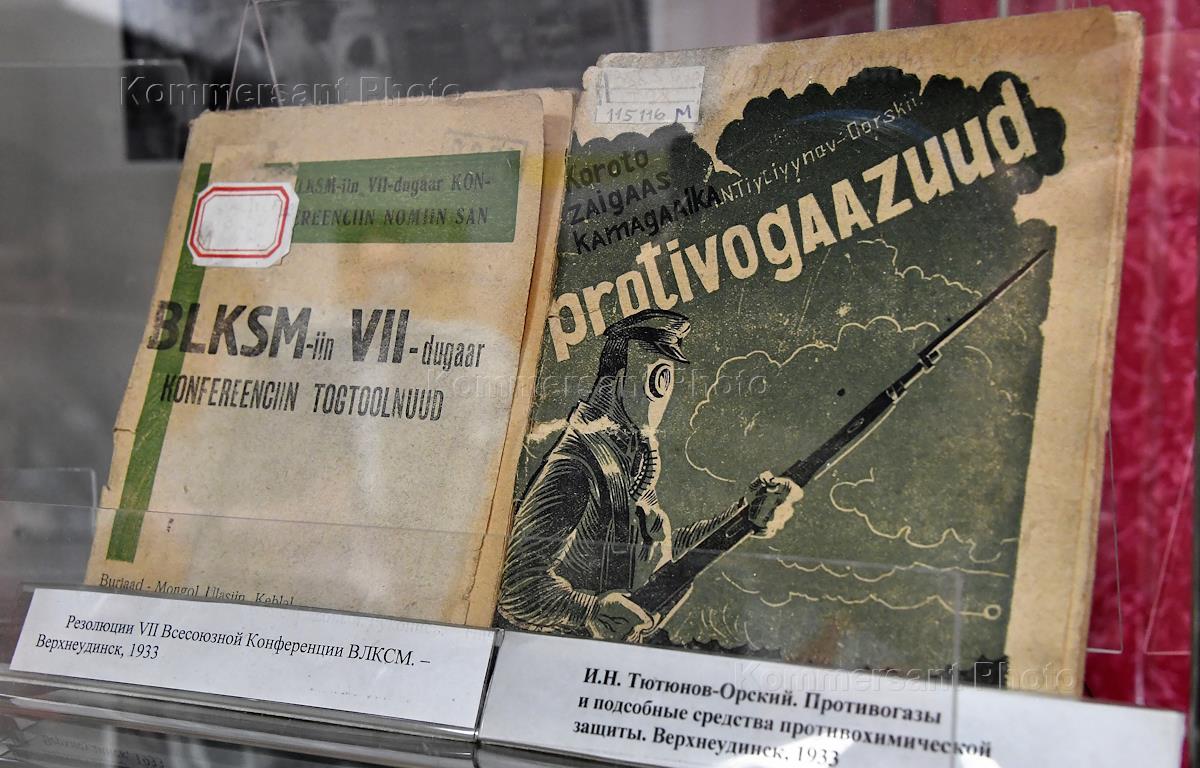 Kommersant Photo
BLKSM-iin VII-dugaar KON-
FEREENCIIN NOMIIN SAN
BLKSM-iin VII-dugaar
KONFEREENCIIN TOGTOOLNUUD
Burjaad - Mongol Ulasiin
Резолюции VII Всесоюзной Конференции ВЛКСМ. –
Верхнеудинск, 1933
115116 М
Koroto
ZAIGAAS
protivogAAZuud
Kommersant Photo
И.Н. Тютюнов-Орский. Противогазы
и подсобные средства противохимической
защиты. Верхнеудинск, 1933
Kommersant Photo